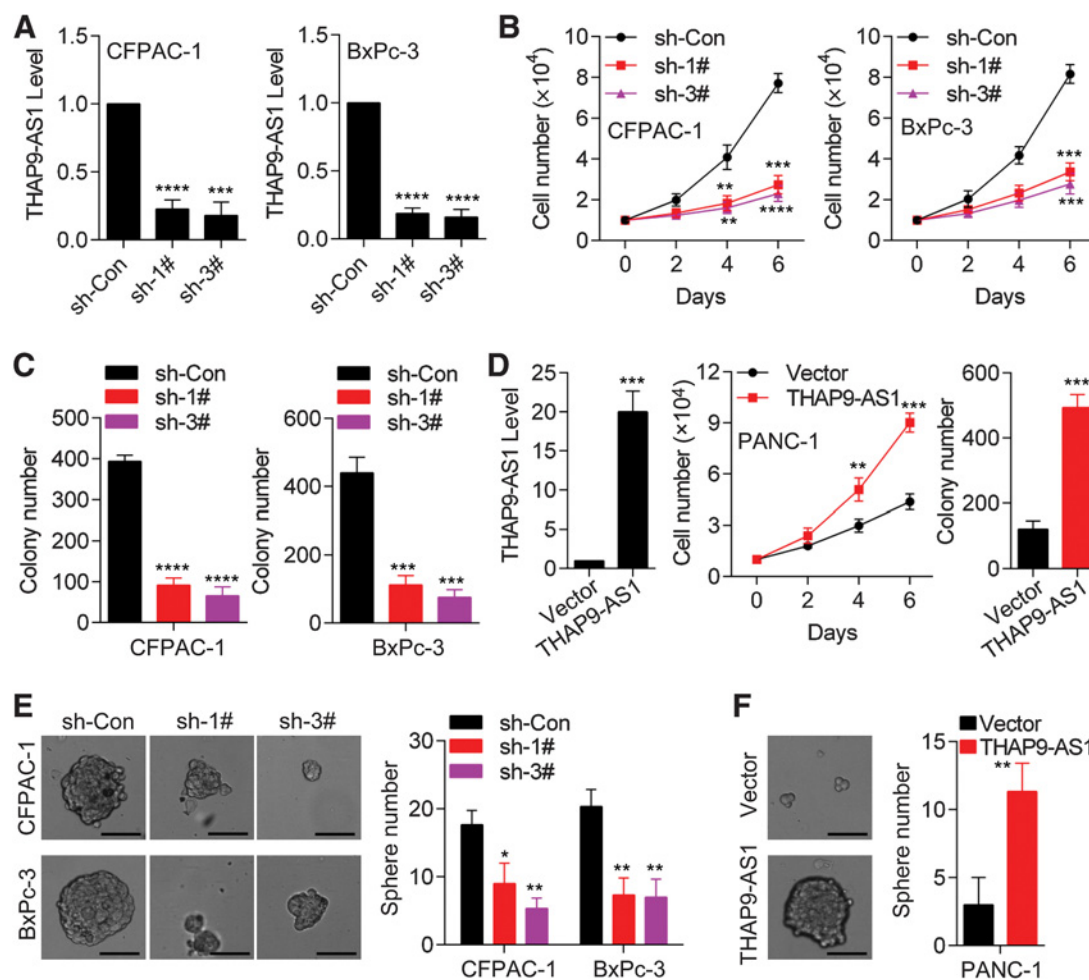 A
CFPAC-1
THAP9-AS1 Level
1.5
1.0
0.5
0.0
****
***
sh-Con
sh-1#
sh-3#
BxPc-3
THAP9-AS1 Level
1.5
1.0
0.5
0.0
****
****
sh-Con
sh-1#
sh-3#
B
sh-Con
sh-1#
sh-3#
CFPAC-1
Cell number (×10⁴)
10
8
6
4
2
0
**
**
***
****
0 2 4 6
Days
sh-Con
sh-1#
sh-3#
BxPc-3
Cell number (×10⁴)
10
8
6
4
2
0
***
***
0 2 4 6
Days
C
sh-Con
sh-1#
sh-3#
Colony number
500
400
300
200
100
0
****
****
CFPAC-1
sh-Con
sh-1#
sh-3#
Colony number
600
400
200
0
***
***
BxPc-3
D
THAP9-AS1 Level
25
20
15
10
5
0
***
Vector
THAP9-AS1
Vector
THAP9-AS1
PANC-1
Cell number (×10⁴)
12
9
6
3
0
**
***
0 2 4 6
Days
Colony number
600
400
200
0
***
Vector
THAP9-AS1
E
sh-Con sh-1# sh-3#
CFPAC-1
BxPc-3
sh-Con
sh-1#
sh-3#
Sphere number
30
20
10
0
*
**
**
**
CFPAC-1 BxPc-3
F
Vector
THAP9-AS1
Vector
THAP9-AS1
Sphere number
15
10
5
0
**
PANC-1